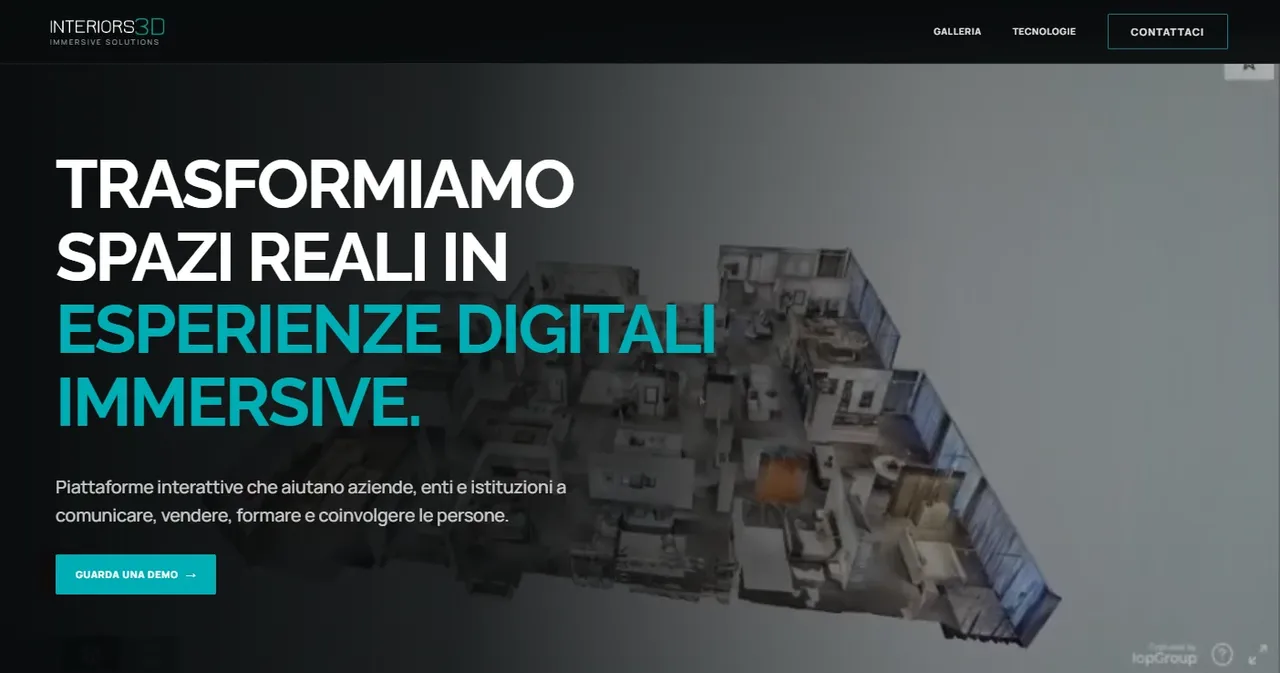 INTERIORS3D
IMMERSIVE SOLUTIONS
GALLERIA
TECNOLOGIE
CONTATTACI
TRASFORMIAMO
SPAZI REALI IN
ESPERIENZE DIGITALI
IMMERSIVE.
Piattaforme interattive che aiutano aziende, enti e istituzioni a
comunicare, vendere, formare e coinvolgere le persone.
GUARDA UNA DEMO →
?